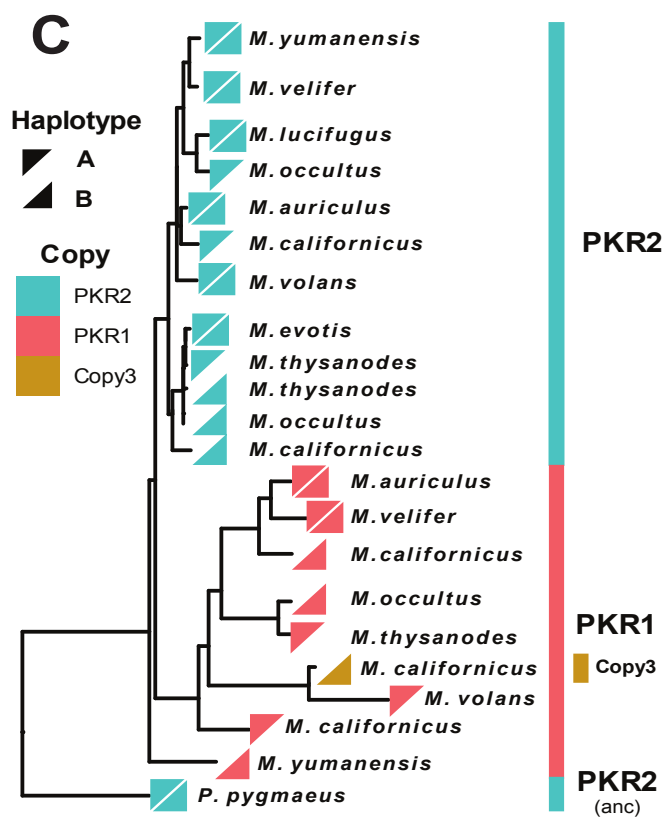 C
Haplotype
A
B
Copy
PKR2
PKR1
Copy3
M. yumanensis
M. velifer
M. lucifugus
M. occultus
M. auriculus
M. californicus
M. volans
M. evotis
M. thysanodes
M. thysanodes
M. occultus
M. californicus
M. auriculus
M. velifer
M. californicus
M. occultus
M. thysanodes
M. californicus
M. volans
M. californicus
M. yumanensis
P. pygmaeus
PKR2
PKR1
Copy3
PKR2
(anc)